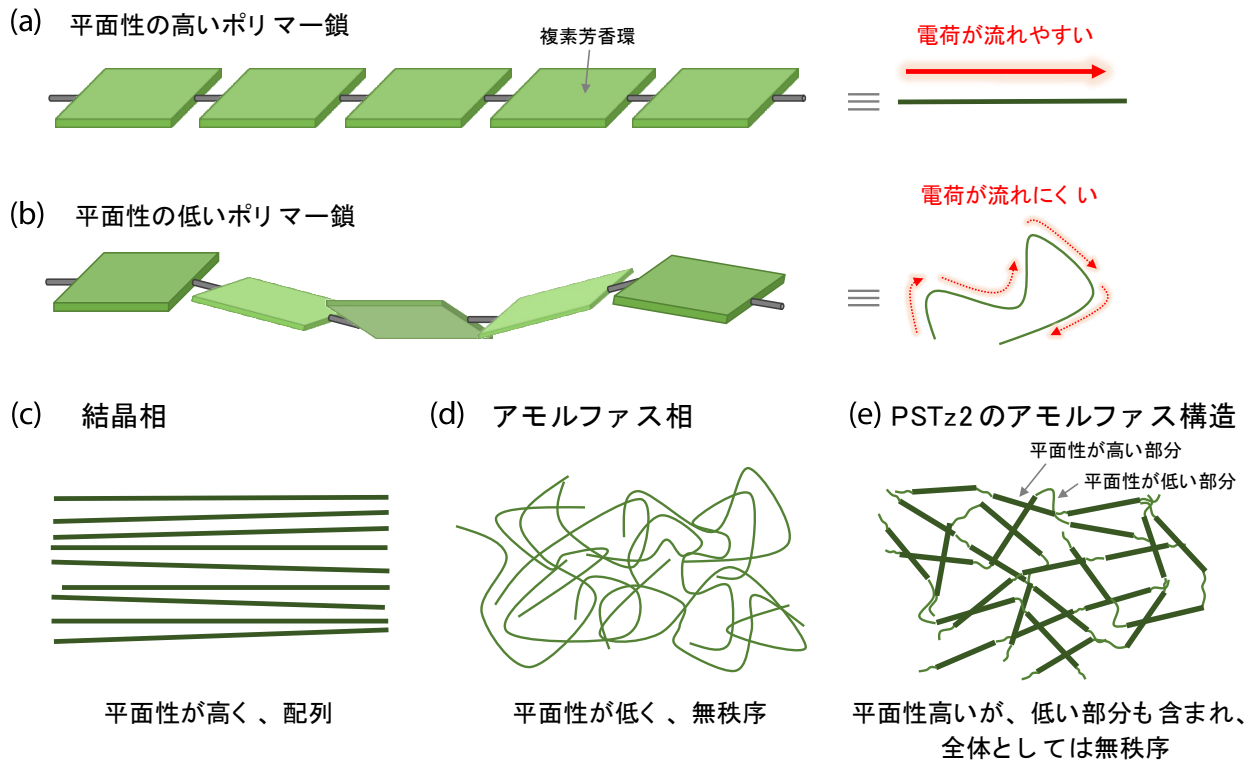 (a) 平面性の高いポリマー鎖
複素芳香環
電荷が流れやすい
(b) 平面性の低いポリマー鎖
電荷が流れにくい
(c) 結晶相
(d) アモルファス相
(e) PSTz2のアモルファス構造
平面性が高い部分
平面性が低い部分
平面性が高く、配列
平面性が低く、無秩序
平面性高いが、低い部分も含まれ、
全体としては無秩序